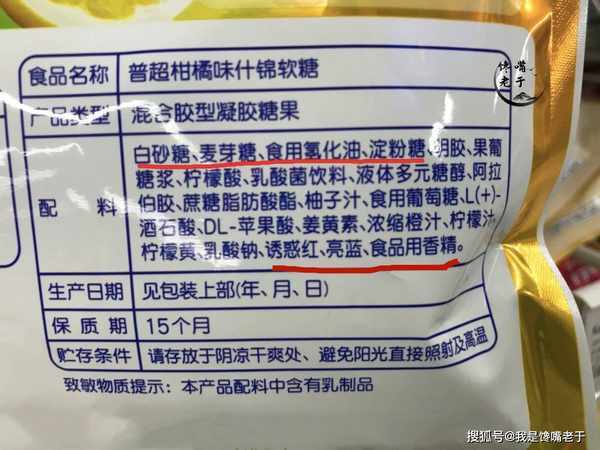 馋嘴
老于
食品名称 普超柑橘味什锦软糖
产品类型 混合胶型凝胶糖果
配料 白砂糖、麦芽糖、食用氢化油、淀粉糖、明胶、果葡
糖浆、柠檬酸、乳酸菌饮料、液体多元糖醇、阿拉
伯胶、蔗糖脂肪酸酯、柚子汁、食用葡萄糖、L(+)-
酒石酸、DL-苹果酸、姜黄素、浓缩橙汁、柠檬汁、
柠檬黄、乳酸钠、诱惑红、亮蓝、食品用香精。
生产日期 见包装上部(年、月、日)
保质期 15个月
贮存条件 请存放于阴凉干爽处、避免阳光直接照射及高温
致敏物质提示：本产品配料中含有乳制品
搜狐号@我是馋嘴老于